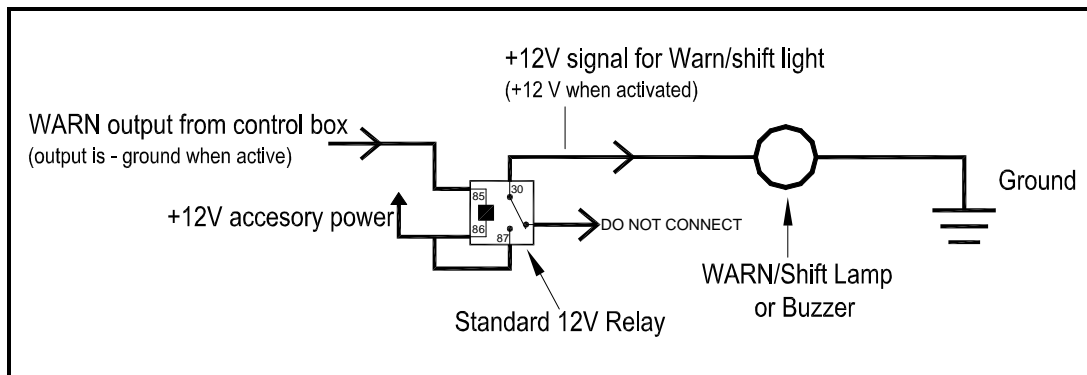 +12V signal for Warn/shift light
(+12 V when activated)
WARN output from control box
(output is - ground when active)
+12V accesory power
85
86
30
87
DO NOT CONNECT
Ground
WARN/Shift Lamp
or Buzzer
Standard 12V Relay